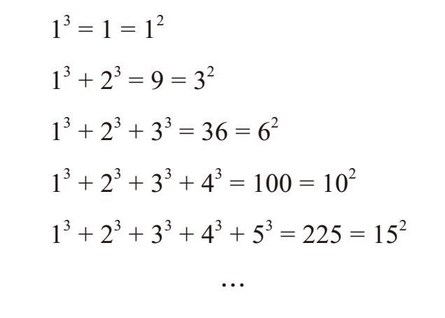 1³ = 1 = 1²
1³ + 2³ = 9 = 3²
1³ + 2³ + 3³ = 36 = 6²
1³ + 2³ + 3³ + 4³ = 100 = 10²
1³ + 2³ + 3³ + 4³ + 5³ = 225 = 15²
...